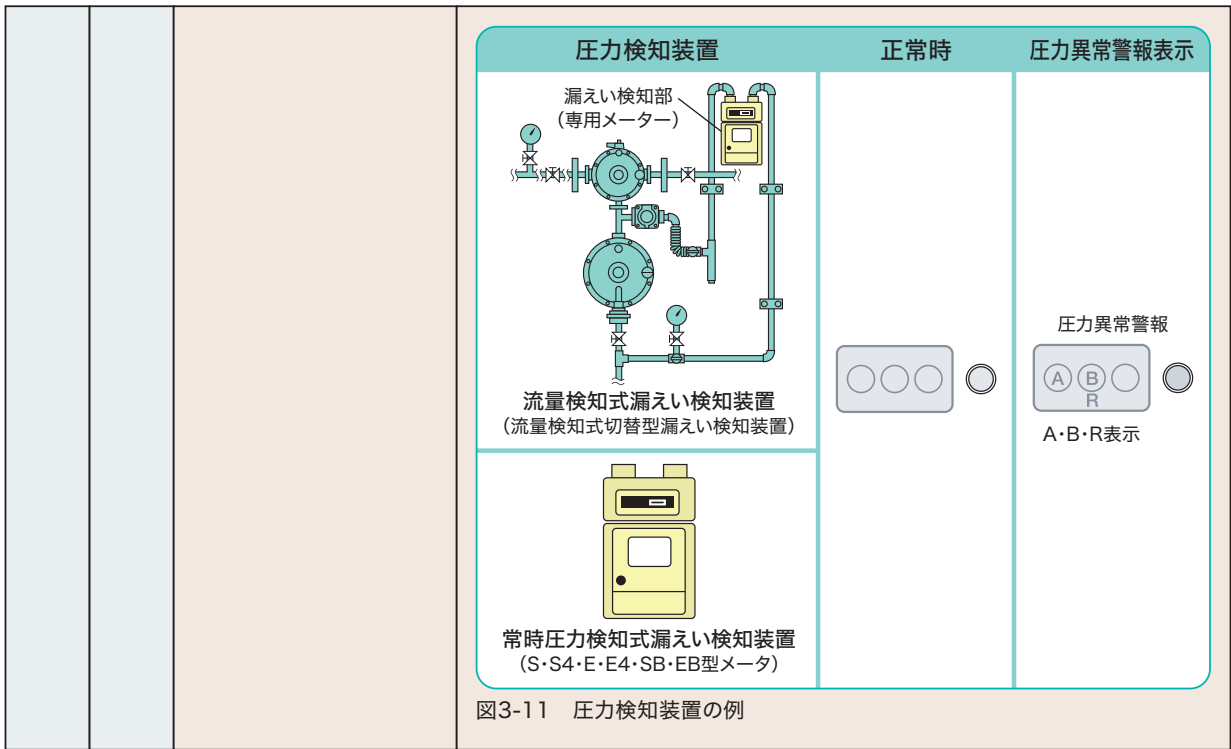 圧力検知装置
正常時
圧力異常警報表示
漏えい検知部
（専用メーター）
流量検知式漏えい検知装置
（流量検知式切替型漏えい検知装置）
圧力異常警報
A B
R
A・B・R表示
常時圧力検知式漏えい検知装置
（S・S4・E・E4・SB・EB型メータ）
図3-11　圧力検知装置の例